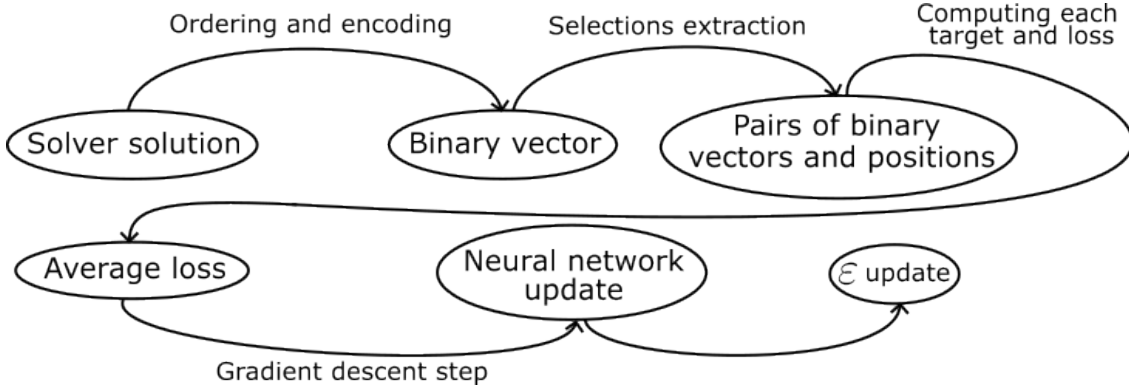 Ordering and encoding
Selections extraction
Computing each
target and loss
Solver solution
Binary vector
Pairs of binary
vectors and positions
Average loss
Neural network
update
ε update
Gradient descent step